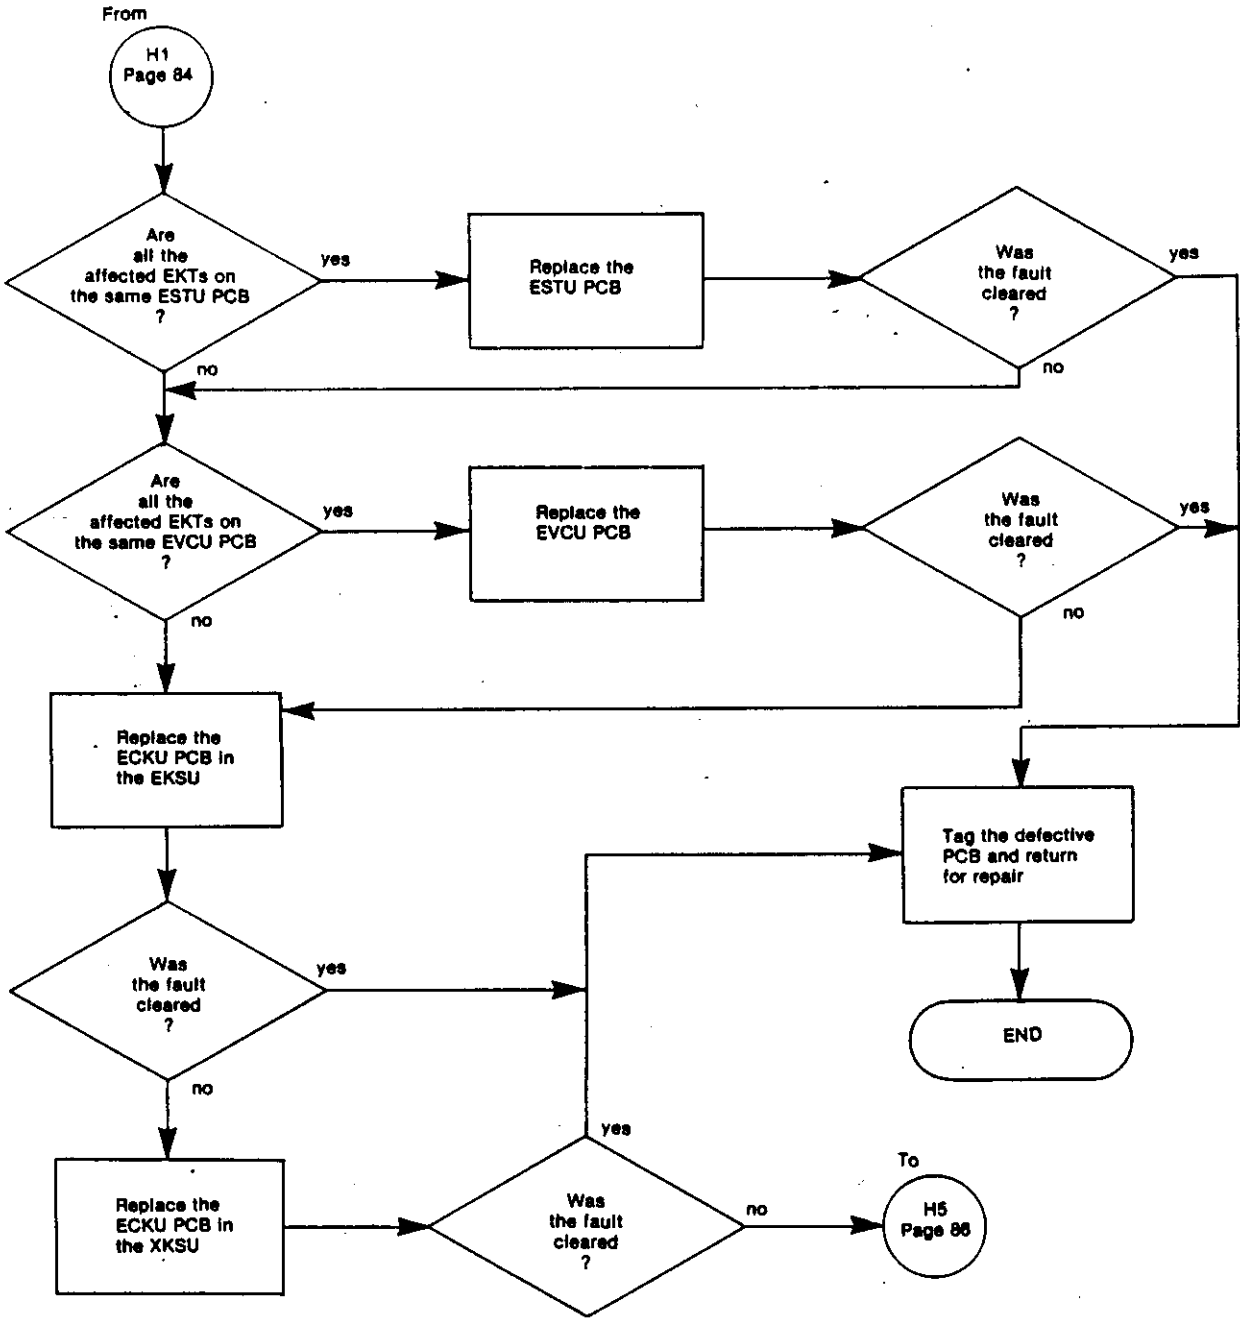 From
H1
Page 84
Are
all the
affected EKTs on
the same ESTU PCB
?
yes
Replace the
ESTU PCB
Was
the fault
cleared
?
yes
no
no
Are
all the
affected EKTs on
the same EVCU PCB
?
yes
Replace the
EVCU PCB
Was
the fault
cleared
?
yes
no
no
Replace the
ECKU PCB in
the EKSU
Tag the defective
PCB and return
for repair
Was
the fault
cleared
?
yes
END
no
Replace the
ECKU PCB in
the XKSU
yes
Was
the fault
cleared
?
no
To
H5
Page 86